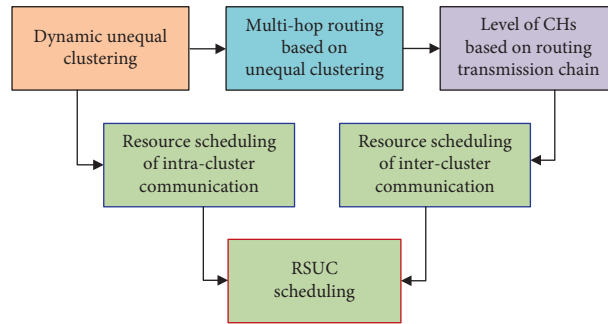 Dynamic unequal
clustering
Multi-hop routing
based on
unequal clustering
Level of CHs
based on routing
transmission chain
Resource scheduling
of intra-cluster
communication
Resource scheduling
of inter-cluster
communication
RSUC
scheduling